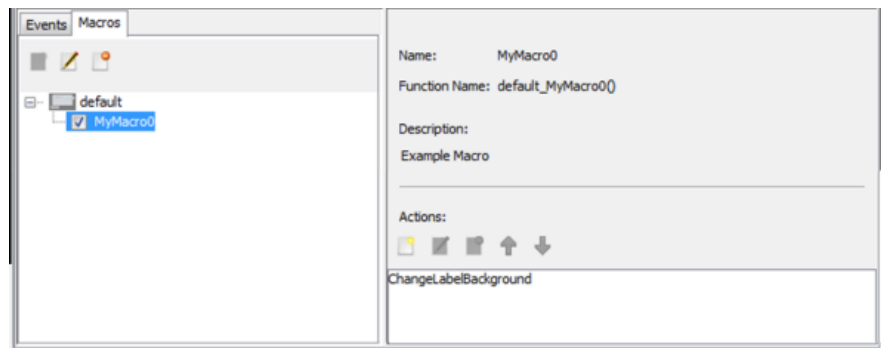 Events Macros
default
MyMacro0
Name: MyMacro0
Function Name: default_MyMacro0()
Description:
Example Macro
Actions:
ChangeLabelBackground